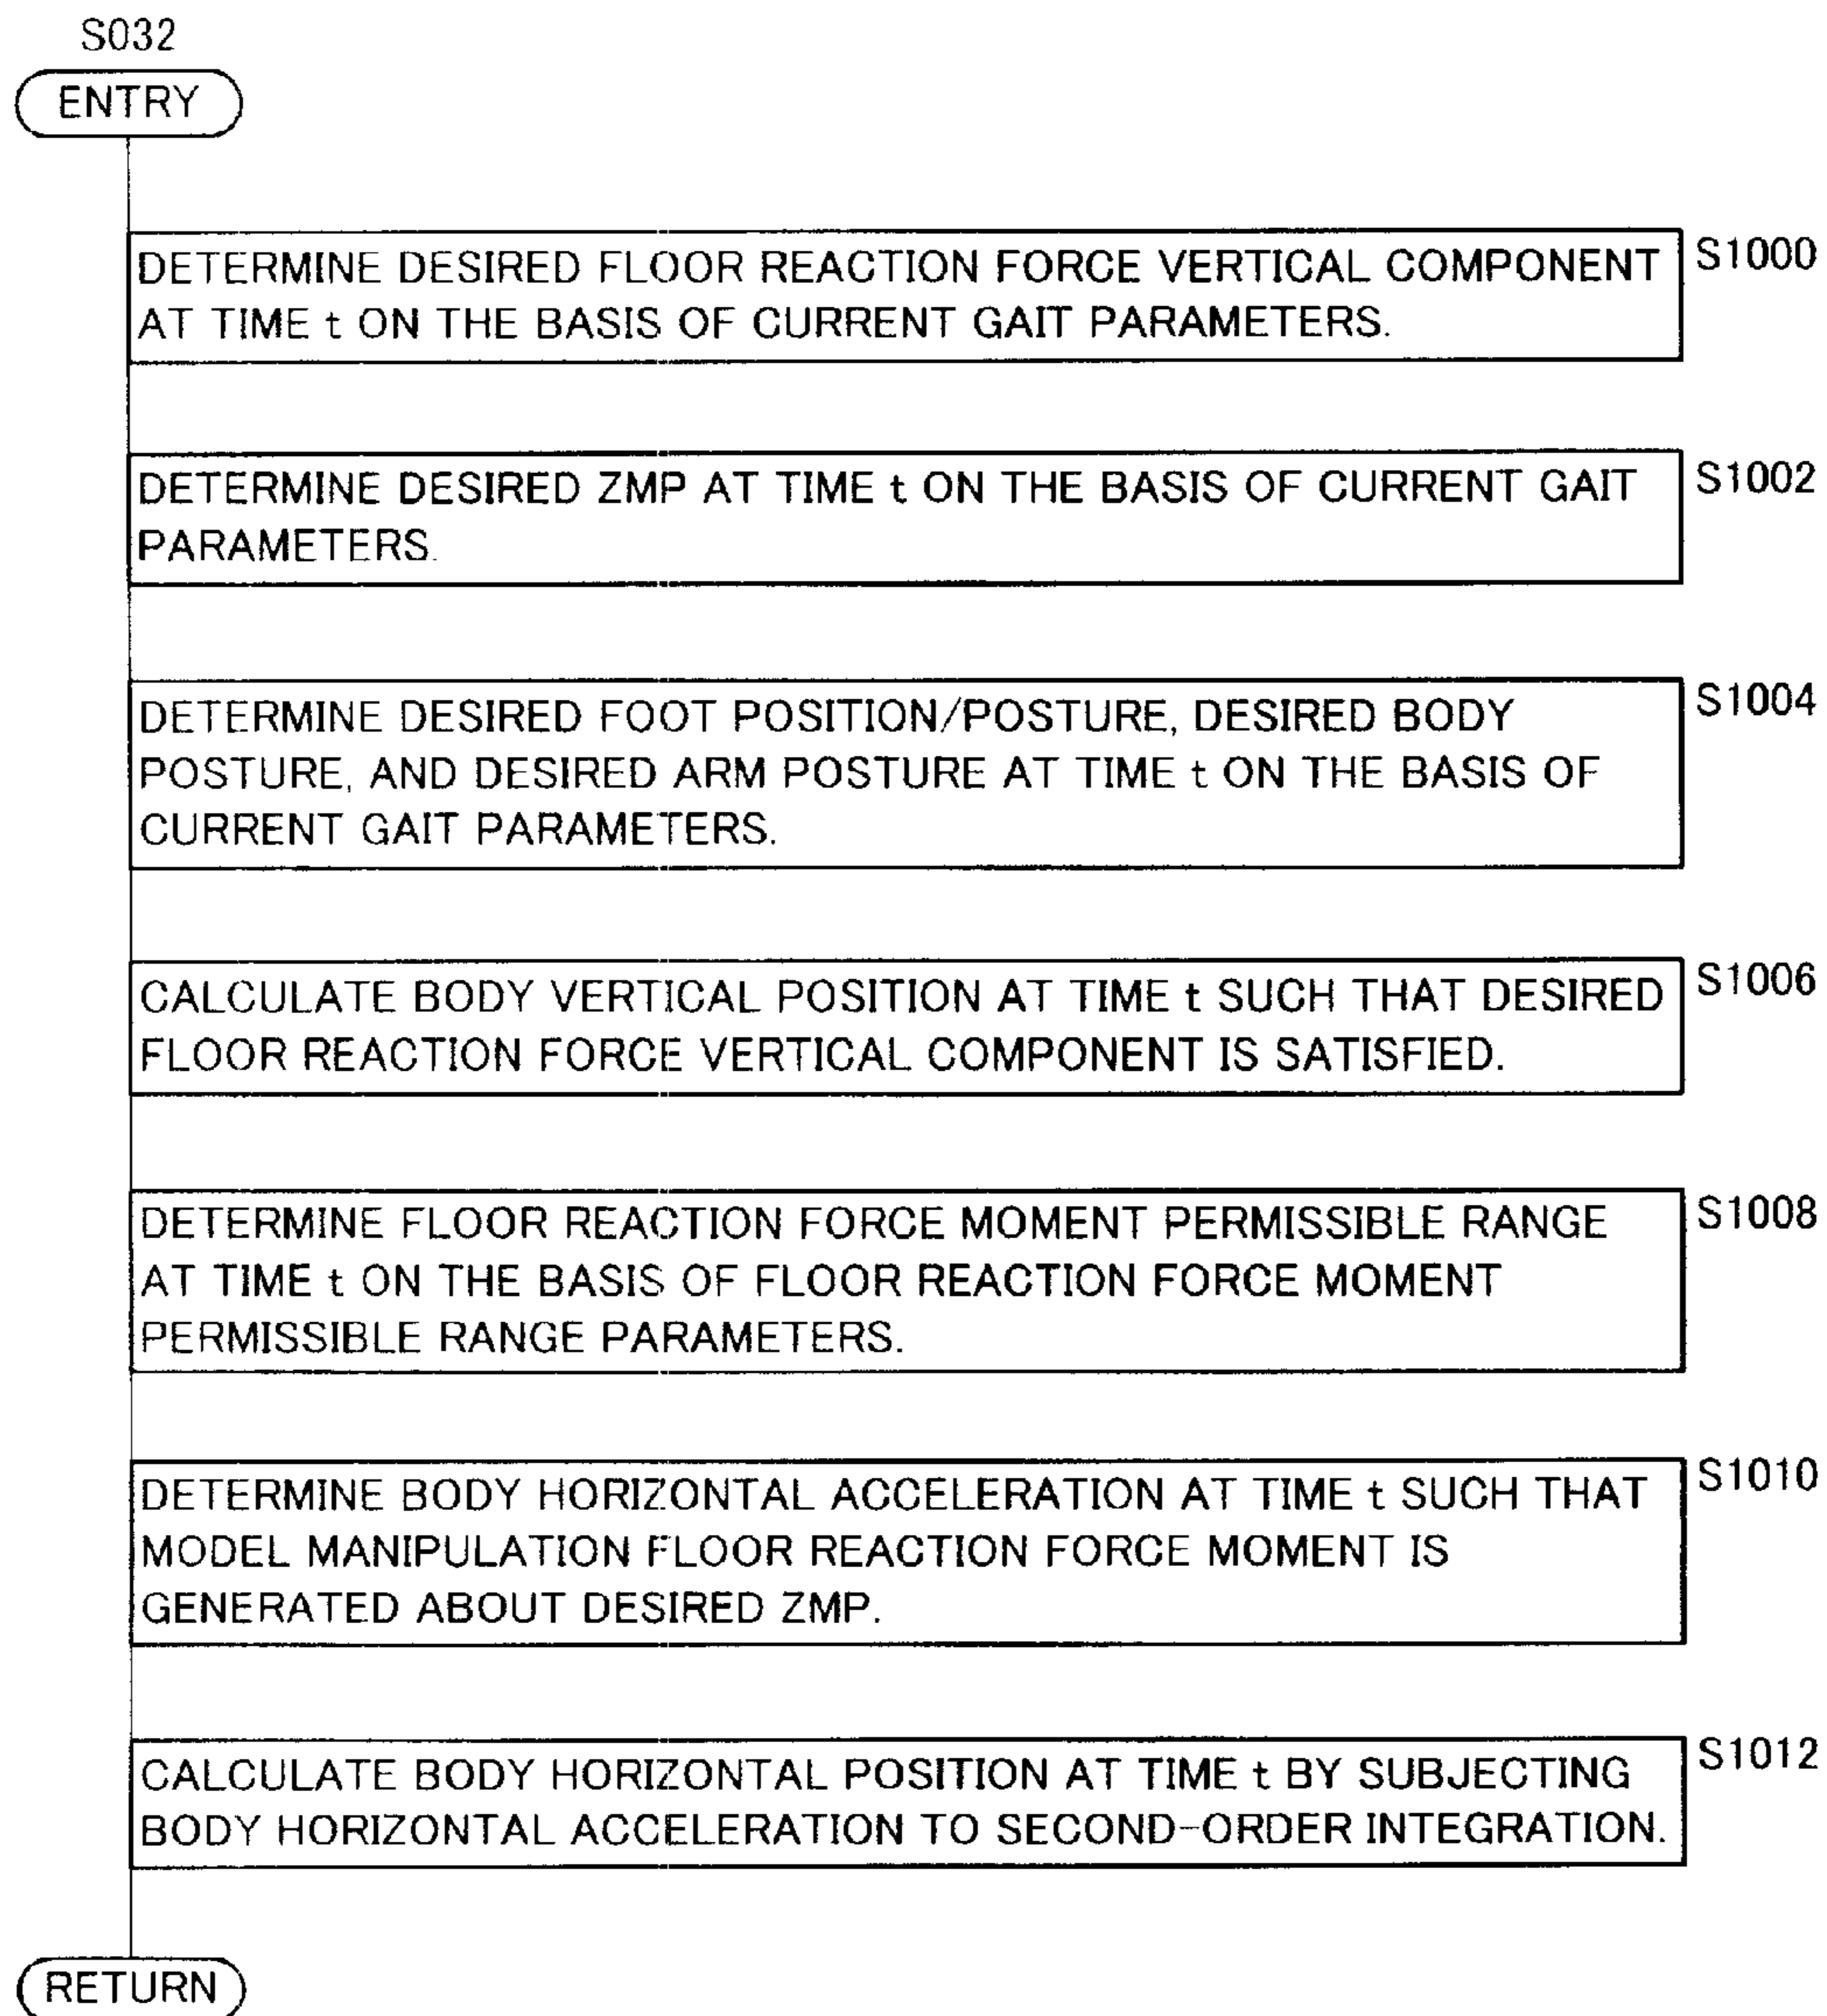 S032
ENTRY
DETERMINE DESIRED FLOOR REACTION FORCE VERTICAL COMPONENT
AT TIME t ON THE BASIS OF CURRENT GAIT PARAMETERS.
S1000
DETERMINE DESIRED ZMP AT TIME t ON THE BASIS OF CURRENT GAIT
PARAMETERS.
S1002
DETERMINE DESIRED FOOT POSITION/POSTURE, DESIRED BODY
POSTURE, AND DESIRED ARM POSTURE AT TIME t ON THE BASIS OF
CURRENT GAIT PARAMETERS.
S1004
CALCULATE BODY VERTICAL POSITION AT TIME t SUCH THAT DESIRED
FLOOR REACTION FORCE VERTICAL COMPONENT IS SATISFIED.
S1006
DETERMINE FLOOR REACTION FORCE MOMENT PERMISSIBLE RANGE
AT TIME t ON THE BASIS OF FLOOR REACTION FORCE MOMENT
PERMISSIBLE RANGE PARAMETERS.
S1008
DETERMINE BODY HORIZONTAL ACCELERATION AT TIME t SUCH THAT
MODEL MANIPULATION FLOOR REACTION FORCE MOMENT IS
GENERATED ABOUT DESIRED ZMP.
S1010
CALCULATE BODY HORIZONTAL POSITION AT TIME t BY SUBJECTING
BODY HORIZONTAL ACCELERATION TO SECOND-ORDER INTEGRATION.
S1012
RETURN